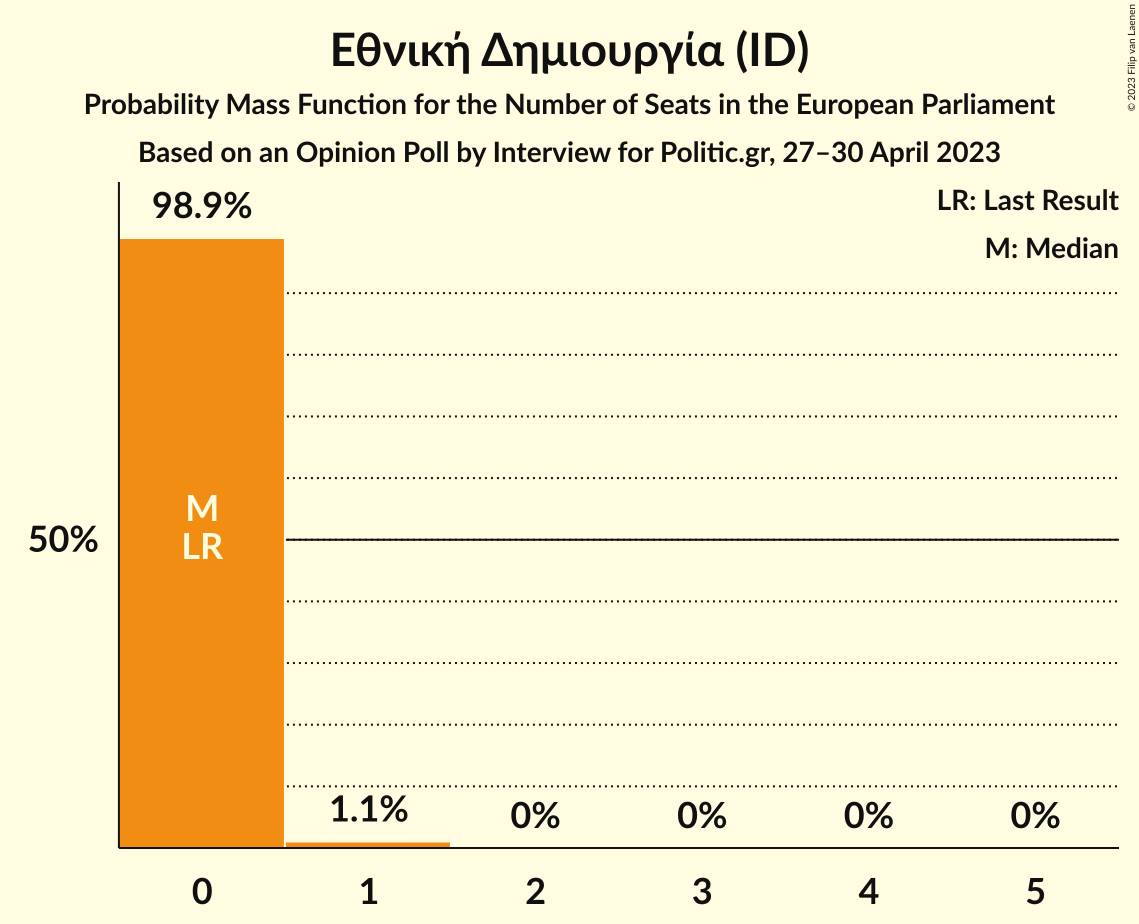 Εθνική Δημιουργία (ID)
Probability Mass Function for the Number of Seats in the European Parliament
Based on an Opinion Poll by Interview for Politic.gr, 27–30 April 2023
© 2023 Filip van Laenen
LR: Last Result
M: Median
98.9%
M
LR
50%
1.1%
0%
0%
0%
0%
0
1
2
3
4
5